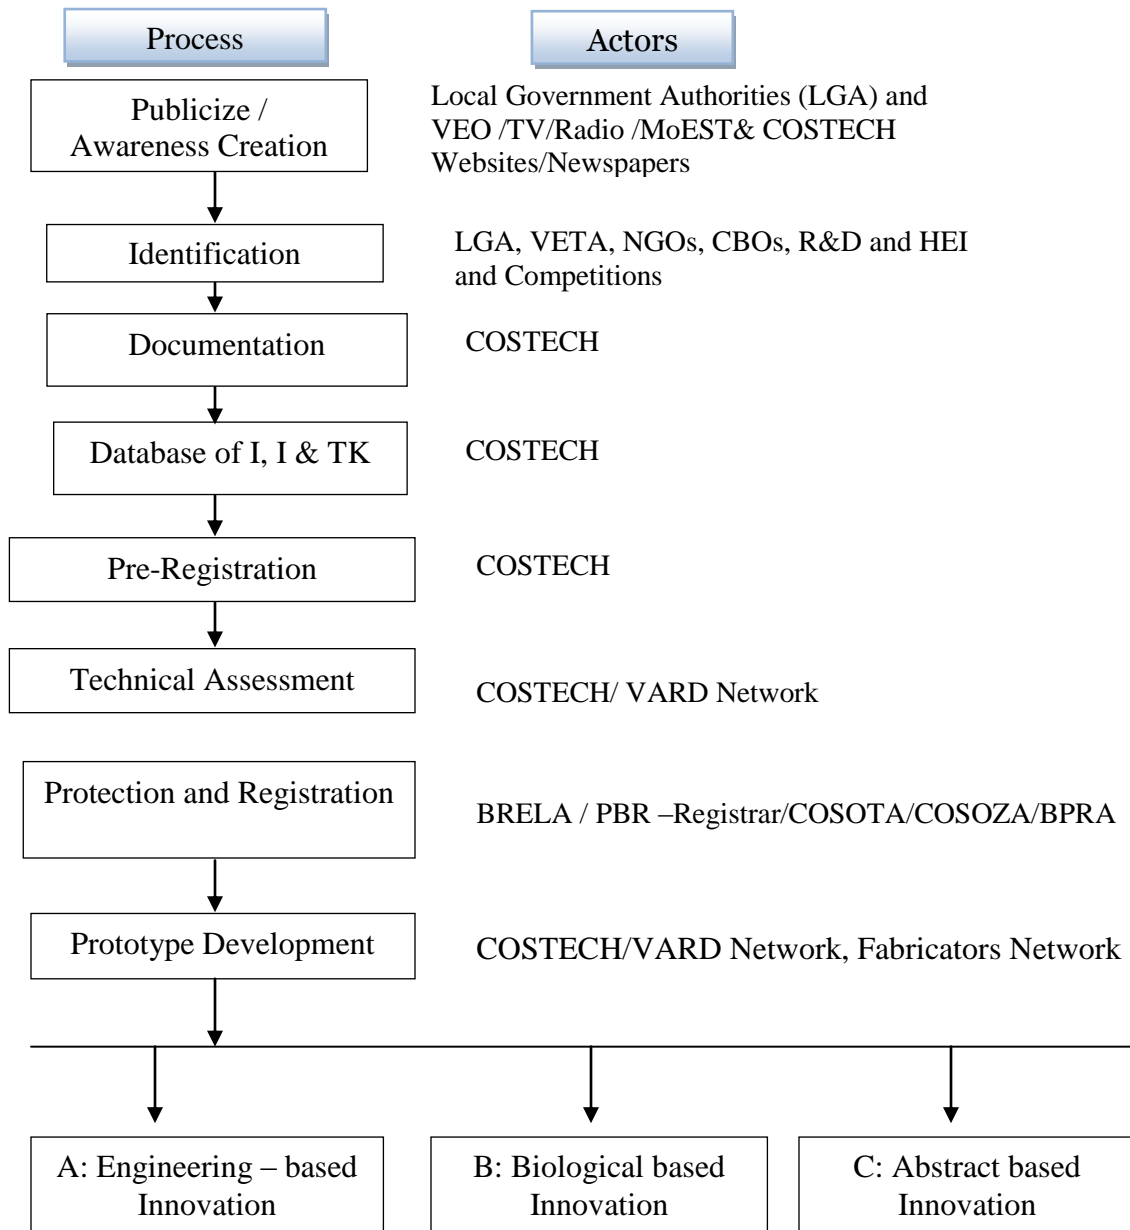 Process
Actors
Publicize /
Awareness Creation
Local Government Authorities (LGA) and
VEO /TV/Radio /MoEST& COSTECH
Websites/Newspapers
Identification
LGA, VETA, NGOs, CBOs, R&D and HEI
and Competitions
Documentation
COSTECH
Database of I, I & TK
COSTECH
Pre-Registration
COSTECH
Technical Assessment
COSTECH/ VARD Network
Protection and Registration
BRELA / PBR –Registrar/COSOTA/COSOZA/BPRA
Prototype Development
COSTECH/VARD Network, Fabricators Network
A: Engineering – based
Innovation
B: Biological based
Innovation
C: Abstract based
Innovation